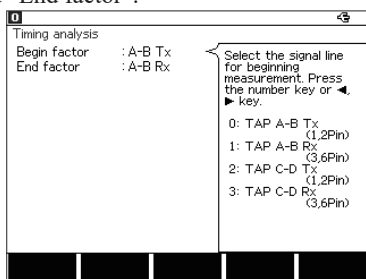 "End factor".
0
Timing analysis
Begin factor : A-B Tx
End factor : A-B Rx
Select the signal line
for beginning
measurement. Press
the number key or ◄,
► key.
0: TAP A-B Tx
(1,2Pin)
1: TAP A-B Rx
(3,6Pin)
2: TAP C-D Tx
(1,2Pin)
3: TAP C-D Rx
(3,6Pin)